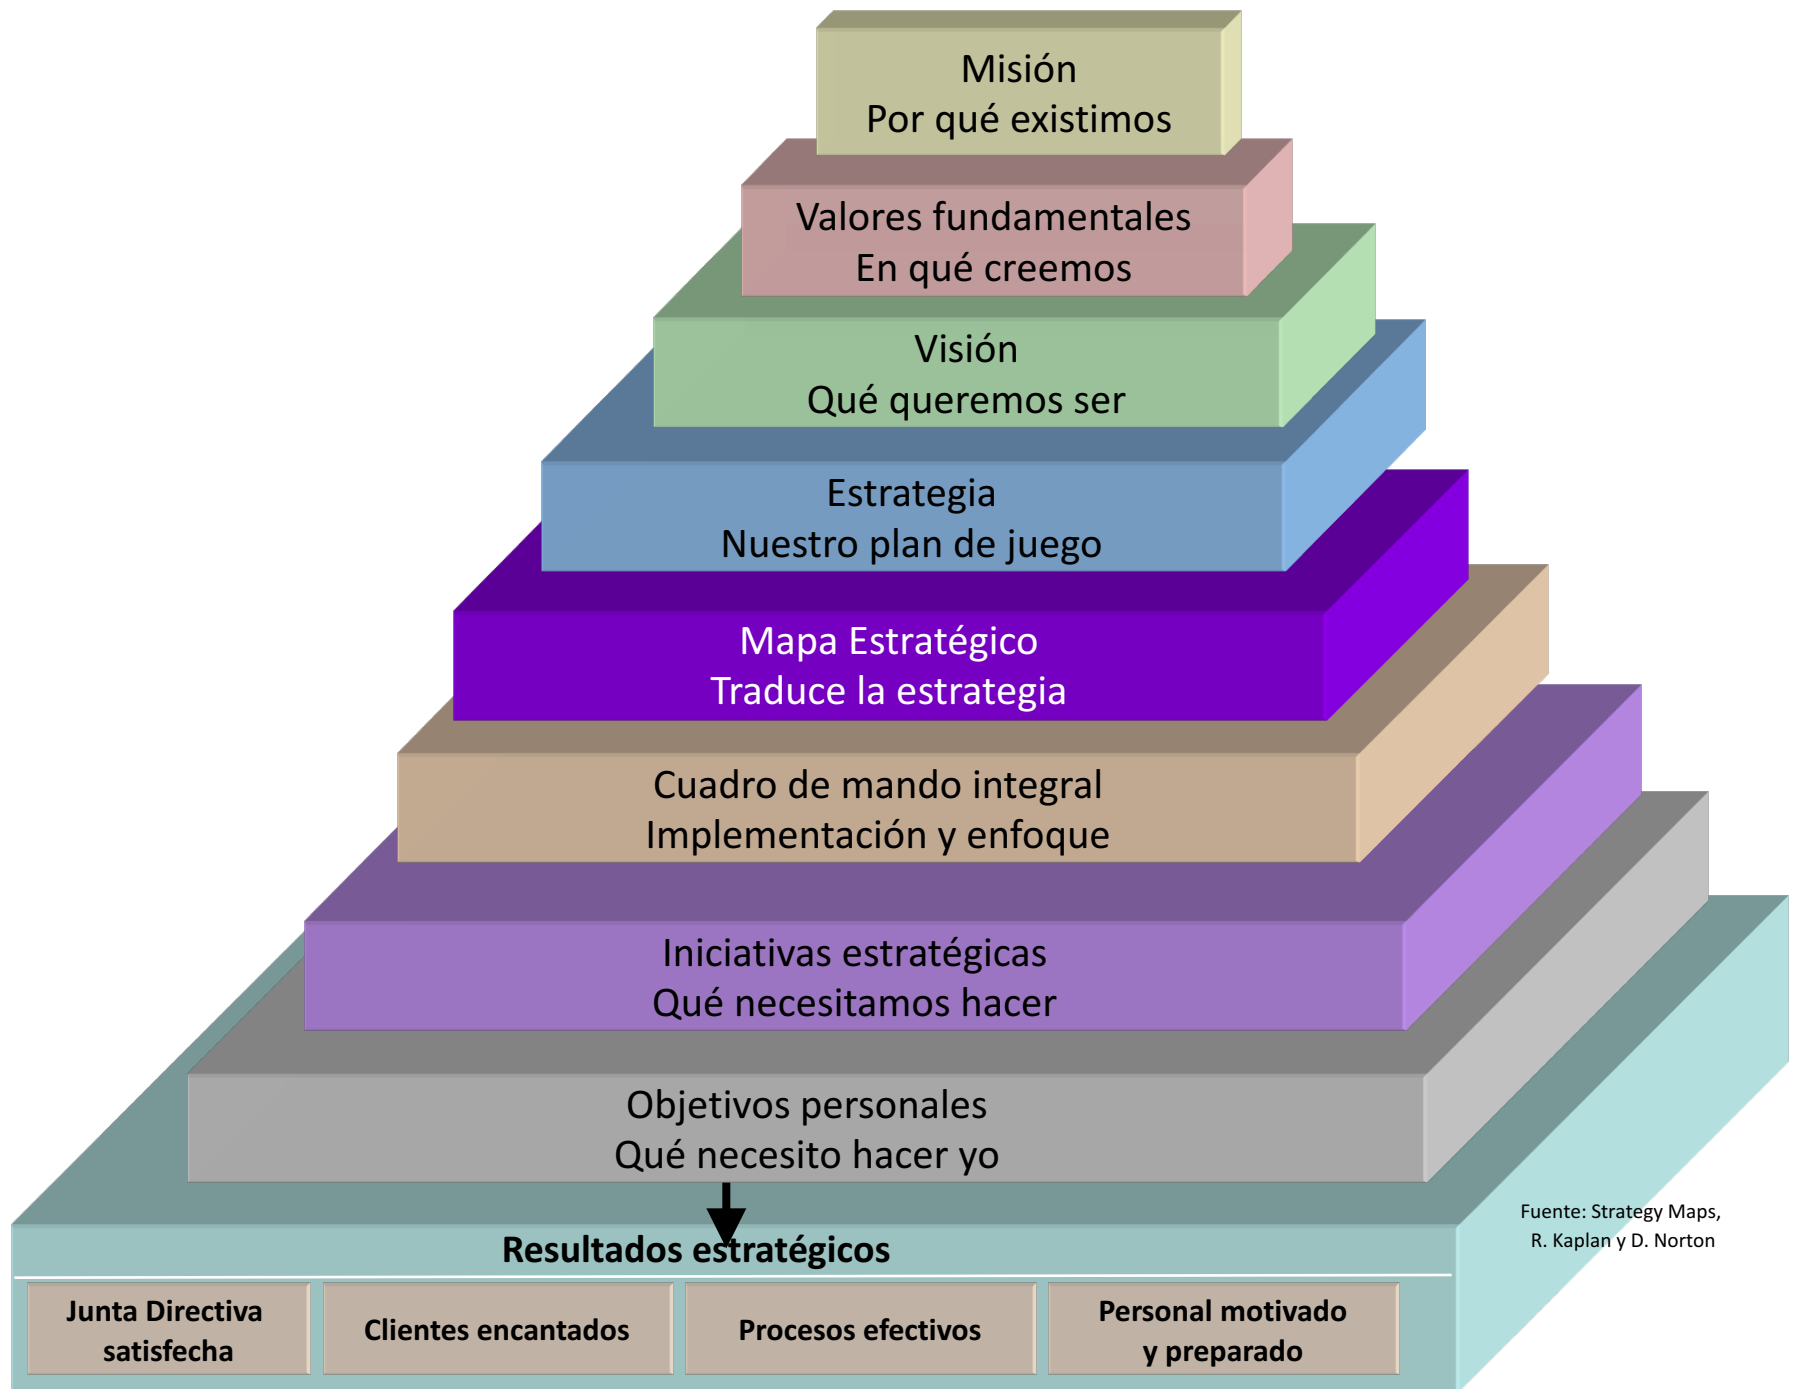 Misión
Por qué existimos
Valores fundamentales
En qué creemos
Visión
Qué queremos ser
Estrategia
Nuestro plan de juego
Mapa Estratégico
Traduce la estrategia
Cuadro de mando integral
Implementación y enfoque
Iniciativas estratégicas
Qué necesitamos hacer
Objetivos personales
Qué necesito hacer yo
Fuente: Strategy Maps,
R. Kaplan y D. Norton
Resultados estratégicos
Junta Directiva
satisfecha
Clientes encantados
Procesos efectivos
Personal motivado
y preparado